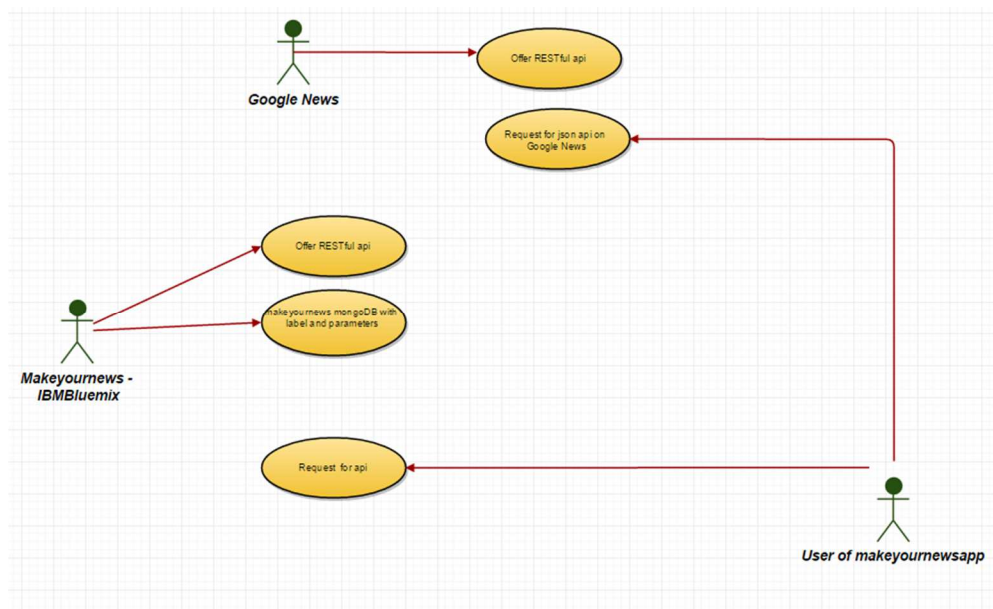 Offer RESTful api
Google News
Request for json api on
Google News
Offer RESTful api
makeyournews mongoDB with
label and parameters
Makeyournews -
IBMBluemix
Request for api
User of makeyournewsapp